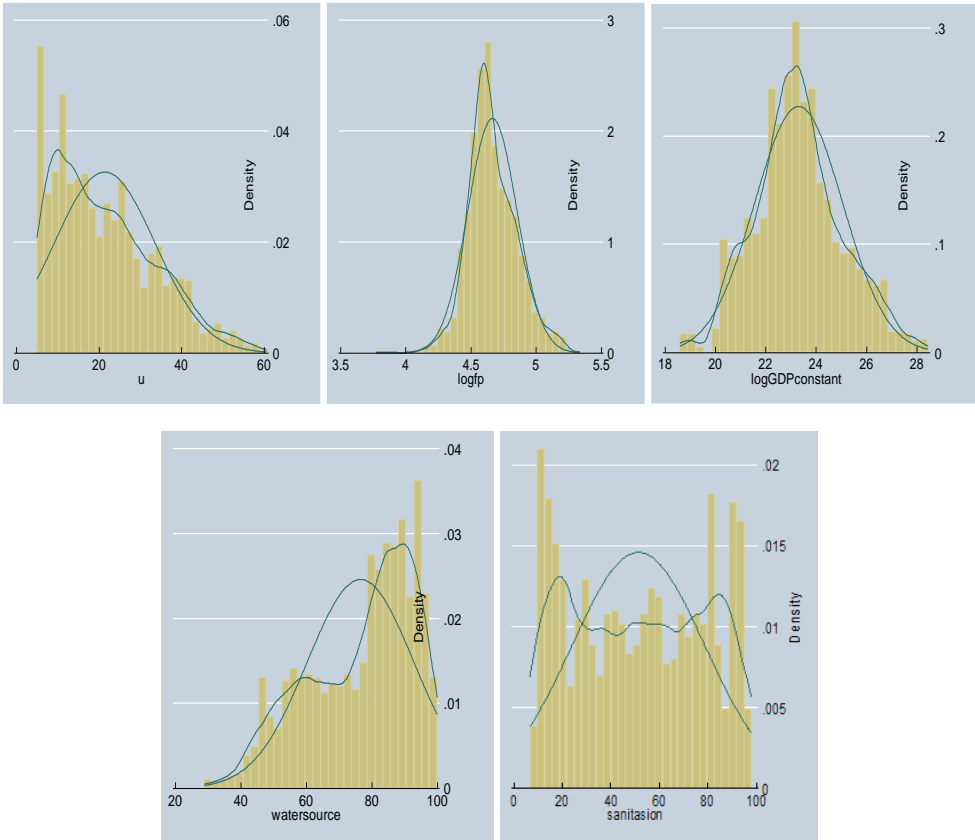 .06
.04
.02
0
Density
0 20 40 60
u
3
2
1
0
Density
3.5 4 4.5 5 5.5
logfp
.3
.2
.1
0
Density
18 20 22 24 26 28
logGDPconstant
.04
.03
.02
.01
0
Density
20 40 60 80 100
watersource
.02
.015
.01
.005
0
Density
0 20 40 60 80 100
sanitasion